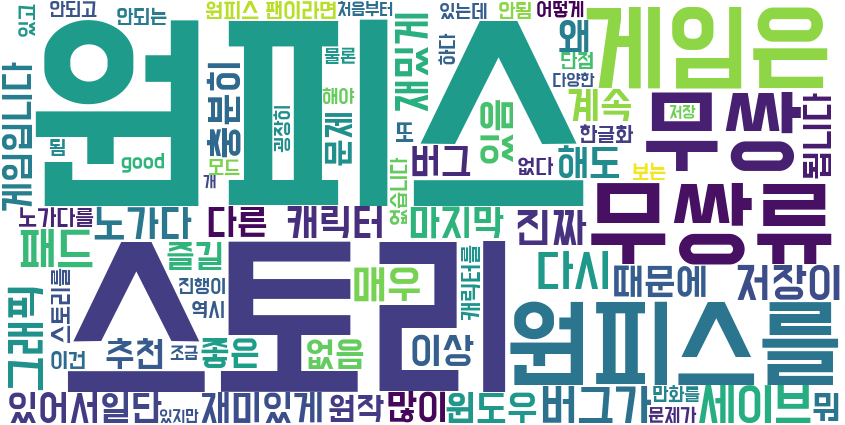 원피스
스토리
게임은
무쌍
무쌍류
원피스를
있고
안되고
안되는
원피스 팬이라면
처음부터
있는데
안됨
어떻게
왜
단점
다양한
하다
재밌게
물론
해야
굉장히
문제
충분히
게임입니다
됨
good
모드
개
또
없습니다
버그
있음
없다
해도
보는
계속
한글화
저장
됩니다
노가다를
노가다
다른
캐릭터
마지막
진짜
패드
즐길
매우
캐릭터를
다시
때문에
저장이
그래픽
스토리를
진행이
역시
이건
추천
조금
좋은
없음
이상
있어서
일단
있지만
재미있게
원작
많이
윈도우
버그가
만화를
문제가
세이브
뭐